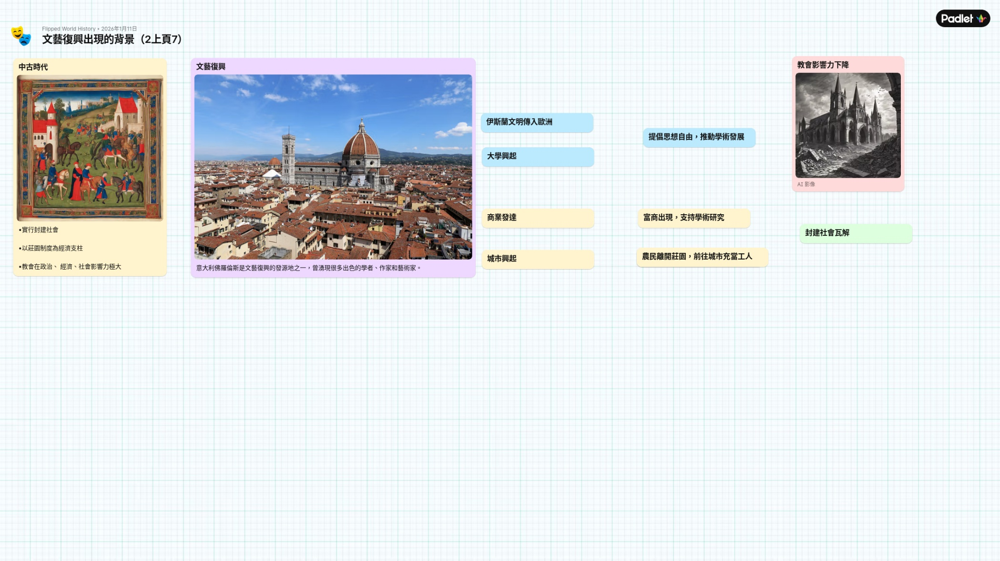 Flipped World History • 2026年1月11日
文藝復興出現的背景（2上頁7）
Padlet
中古時代
•實行封建社會
•以莊園制度為經濟支柱
•教會在政治、 經濟、社會影響力極大
文藝復興
意大利佛羅倫斯是文藝復興的發源地之一，曾湧現很多出色的學者、作家和藝術家。
伊斯蘭文明傳入歐洲
大學興起
商業發達
城市興起
提倡思想自由，推動學術發展
富商出現，支持學術研究
農民離開莊園，前往城市充當工人
教會影響力下降
AI 影像
封建社會瓦解